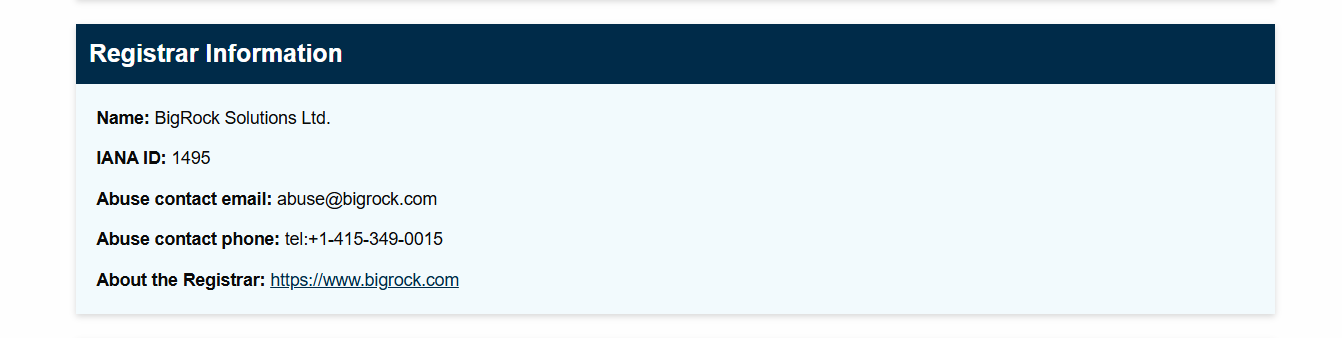 Registrar Information
Name: BigRock Solutions Ltd.
IANA ID: 1495
Abuse contact email: abuse@bigrock.com
Abuse contact phone: tel:+1-415-349-0015
About the Registrar: https://www.bigrock.com